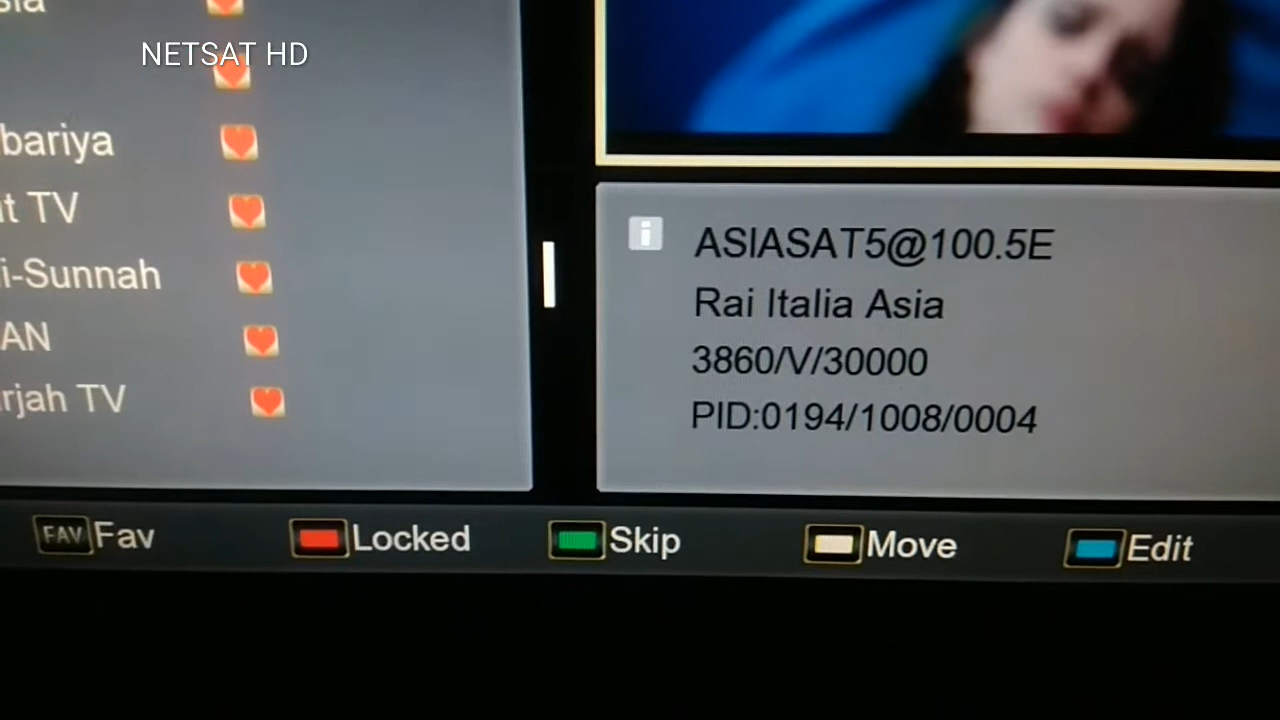 NETSAT HD
bariya
t TV
i-Sunnah
AN
rjah TV
ASIASAT5@100.5E
Rai Italia Asia
3860/V/30000
PID:0194/1008/0004
FAV Fav
Locked
Skip
Move
Edit